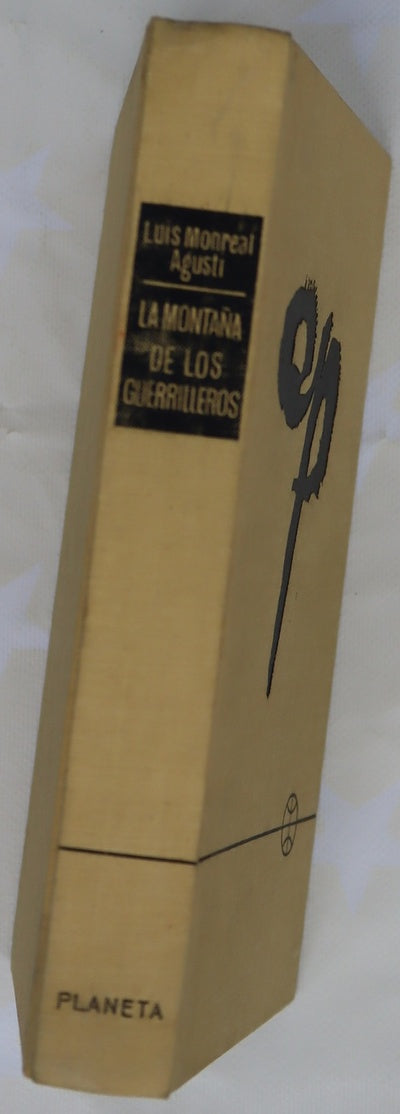 Luis Monreal
Agustí
LA MONTAÑA
DE LOS
GUERRILLEROS
PLANETA